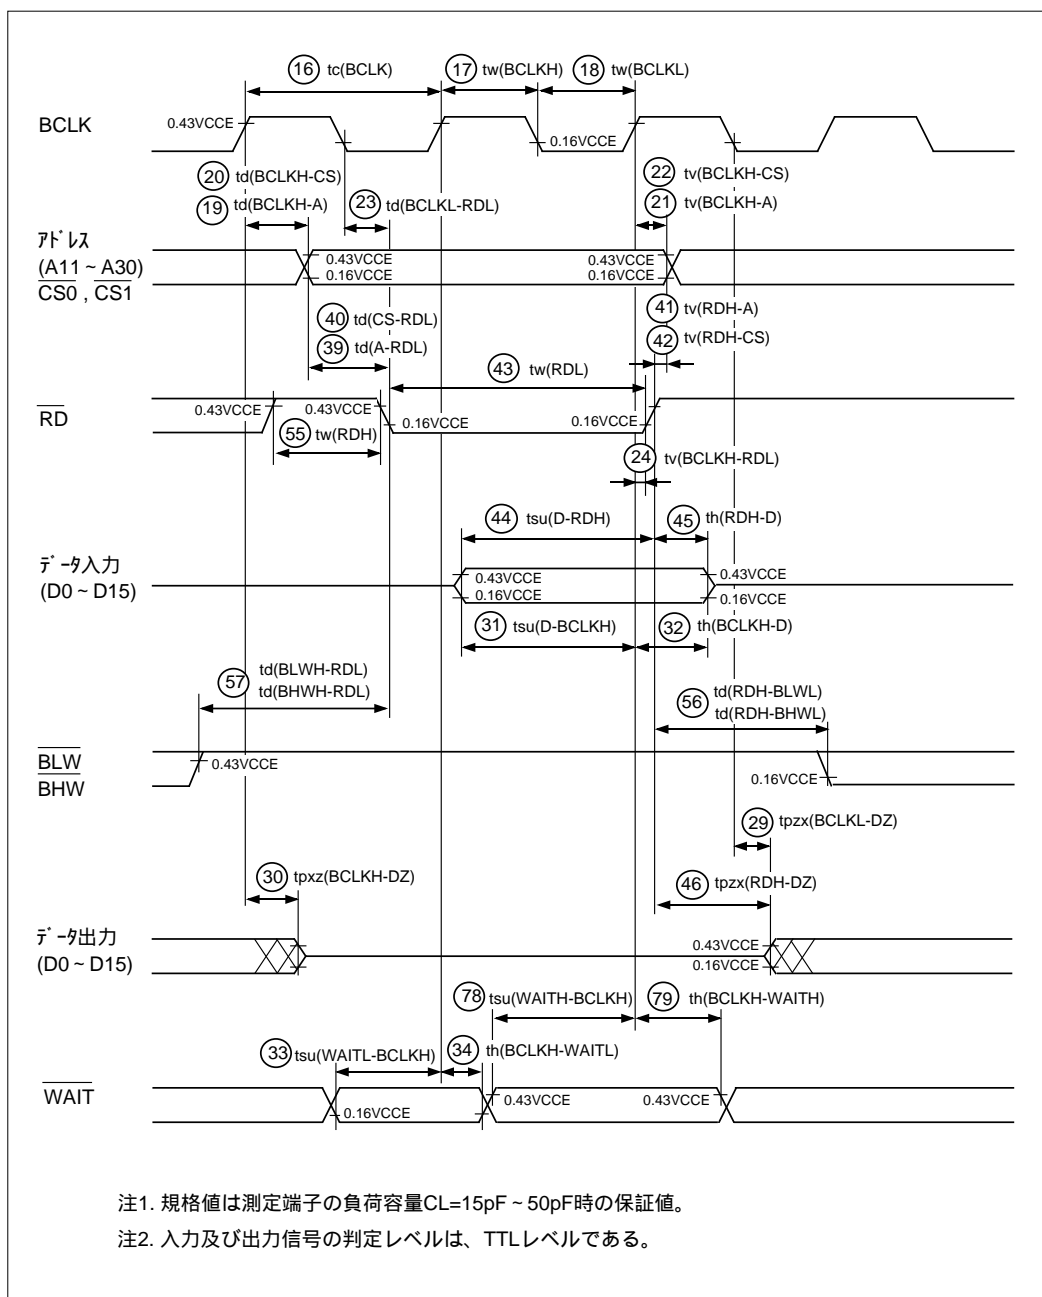 16 tc(BCLK) 17 tw(BCLKH) 18 tw(BCLKL)
BCLK 0.43VCCE 0.16VCCE
20 td(BCLKH-CS) 22 tv(BCLKH-CS)
19 td(BCLKH-A) 23 td(BCLKL-RDL) 21 tv(BCLKH-A)
アドレス
(A11 ~ A30) 0.43VCCE 0.43VCCE
CS0 , CS1 0.16VCCE 0.16VCCE
40 td(CS-RDL) 41 tv(RDH-A)
39 td(A-RDL) 42 tv(RDH-CS)
43 tw(RDL)
RD 0.43VCCE 0.43VCCE 0.16VCCE 0.16VCCE
55 tw(RDH)
24 tv(BCLKH-RDL)
44 tsu(D-RDH) 45 th(RDH-D)
データ入力 0.43VCCE 0.43VCCE
(D0 ~ D15) 0.16VCCE 0.16VCCE
31 tsu(D-BCLKH) 32 th(BCLKH-D)
57 td(BLWH-RDL)
td(BHWH-RDL)
56 td(RDH-BLWL)
td(RDH-BHWL)
BLW 0.43VCCE
BHW 0.16VCCE
29 tpzx(BCLKL-DZ)
30 tpxz(BCLKH-DZ) 46 tpzx(RDH-DZ)
データ出力 0.43VCCE
(D0 ~ D15) 0.16VCCE
78 tsu(WAITH-BCLKH) 79 th(BCLKH-WAITH)
33 tsu(WAITL-BCLKH) 34 th(BCLKH-WAITL)
WAIT 0.16VCCE 0.43VCCE 0.43VCCE
注1. 規格値は測定端子の負荷容量CL=15pF ~ 50pF時の保証値。
注2. 入力及び出力信号の判定レベルは、TTLレベルである。